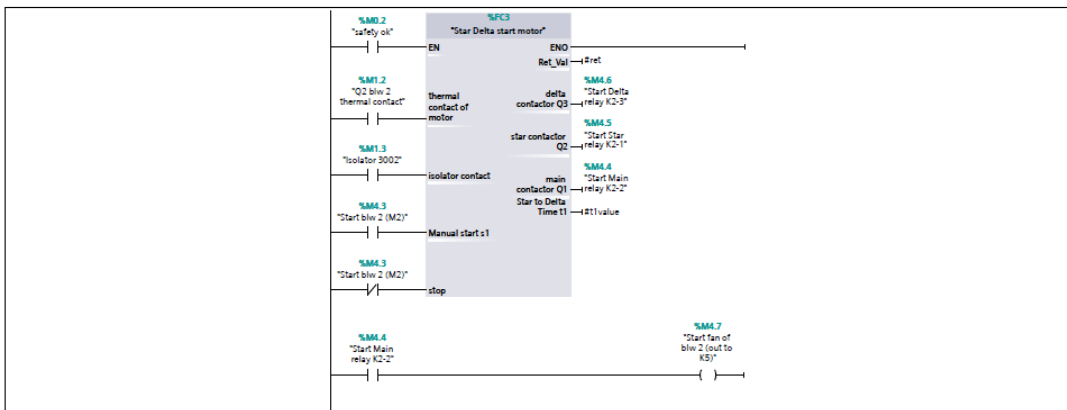 %M0.2
"safety ok"
%FC3
"Star Delta start motor"
EN
ENO
Ret_Val
#ret
%M1.2
"Q2 blw 2
thermal contact"
thermal
contact of
motor
delta
contactor Q3
%M4.6
"Start Delta
relay K2-3"
star contactor
Q2
%M4.5
"Start Star
relay K2-1"
%M1.3
"Isolator 3002"
isolator contact
main
contactor Q1
%M4.4
"Start Main
relay K2-2"
Star to Delta
Time t1
#t1value
%M4.3
"Start blw 2 (M2)"
Manual start s1
%M4.3
"Start blw 2 (M2)"
stop
%M4.4
"Start Main
relay K2-2"
%M4.7
"Start fan of
blw 2 (out to
K5)"